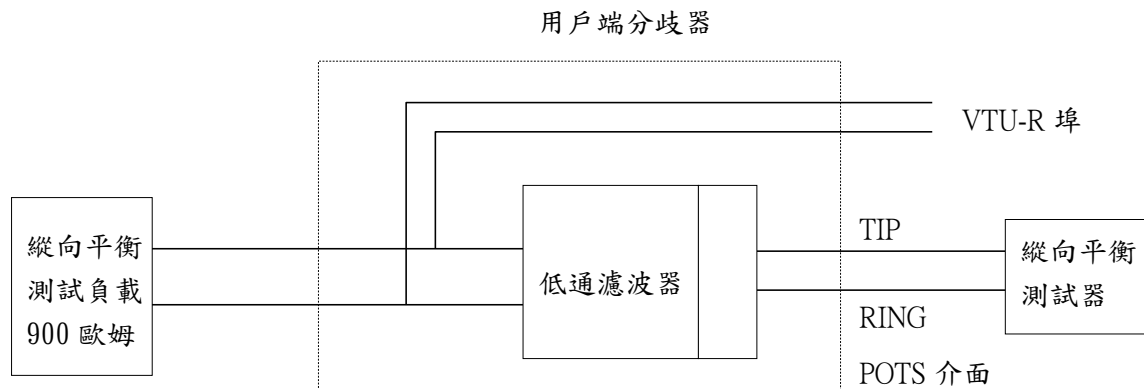 用戶端分歧器
VTU-R 埠
縱向平衡
測試負載
900 歐姆
低通濾波器
TIP
RING
POTS 介面
縱向平衡
測試器